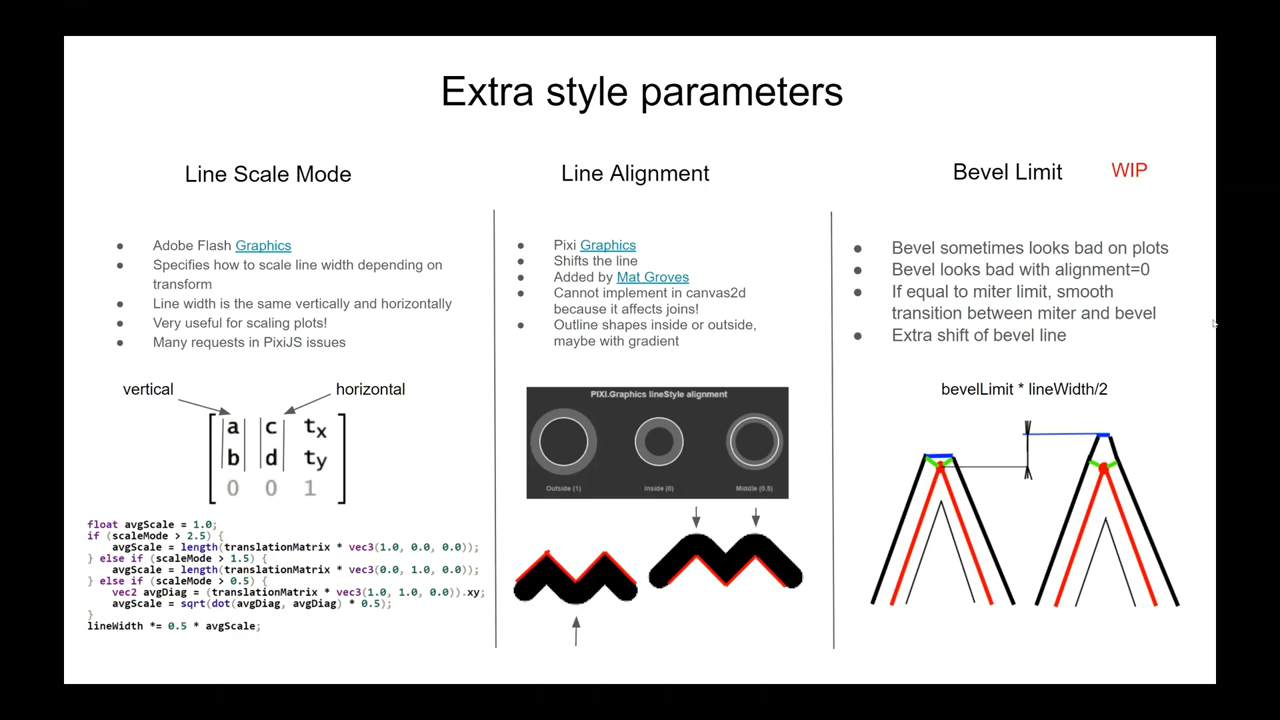 Extra style parameters
Line Scale Mode
● Adobe Flash Graphics
● Specifies how to scale line width depending on
transform
● Line width is the same vertically and horizontally
● Very useful for scaling plots!
● Many requests in PixiJS issues
vertical
horizontal
a c tx
b d ty
0 0 1
float avgScale = 1.0;
if (scaleMode > 2.5) {
avgScale = length(translationMatrix * vec3(1.0, 0.0, 0.0));
} else if (scaleMode > 1.5) {
avgScale = length(translationMatrix * vec3(0.0, 1.0, 0.0));
} else if (scaleMode > 0.5) {
vec2 avgDiag = (translationMatrix * vec3(1.0, 1.0, 0.0)).xy;
avgScale = sqrt(dot(avgDiag, avgDiag) * 0.5);
}
lineWidth *= 0.5 * avgScale;
Line Alignment
● Pixi Graphics
● Shifts the line
● Added by Mat Groves
● Cannot implement in canvas2d
because it affects joins!
● Outline shapes inside or outside,
maybe with gradient
PIXI.Graphics lineStyle alignment
Outside (1) Inside (0) Middle (0.5)
Bevel Limit WIP
● Bevel sometimes looks bad on plots
● Bevel looks bad with alignment=0
● If equal to miter limit, smooth
transition between miter and bevel
● Extra shift of bevel line
bevelLimit * lineWidth/2